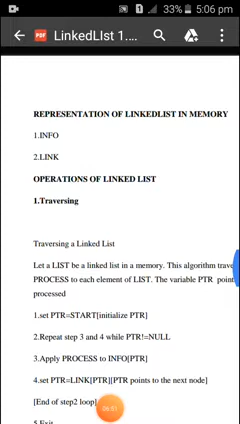 33% 5:06 pm
PDF LinkedLIst 1....
REPRESENTATION OF LINKEDLIST IN MEMORY
1.INFO
2.LINK
OPERATIONS OF LINKED LIST
1.Traversing
Traversing a Linked List
Let a LIST be a linked list in a memory. This algorithm trave
PROCESS to each element of LIST. The variable PTR poin
processed
1.set PTR=START[initialize PTR]
2.Repeat step 3 and 4 while PTR!=NULL
3.Apply PROCESS to INFO[PTR]
4.set PTR=LINK[PTR][PTR points to the next node]
[End of step2 loop]
5.Exit